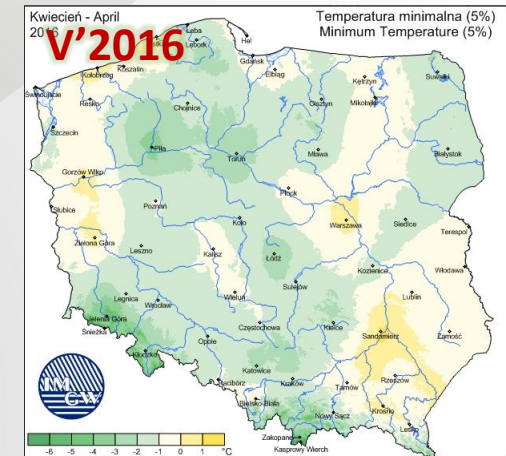 Kwiecień - April
2016
V’2016
Temperatura minimalna (5%)
Minimum Temperature (5%)
Łeba
Hel
Lębork
Koszalin
Gdańsk
Kołobrzeg
Elbląg
Kętrzyn
Suwałki
Świnoujście
Resko
Chojnice
Olsztyn
Mikołajki
Szczecin
Piła
Toruń
Mława
Białystok
Gorzów Wlkp.
Płock
Słubice
Poznań
Koło
Warszawa
Siedlce
Terespol
Zielona Góra
Leszno
Kalisz
Łódź
Kozienice
Włodawa
Sulejów
Legnica
Wrocław
Wieluń
Lublin
Jelenia Góra
Śnieżka
Częstochowa
Kielce
Sandomierz
Zamość
Opole
Kłodzko
Katowice
Racibórz
Kraków
Tarnów
Rzeszów
Bielsko-Biała
Nowy Sącz
Krosno
Lesko
Zakopane
Kasprowy Wierch
IM
GW
-6 -5 -4 -3 -2 -1 0 1 °C